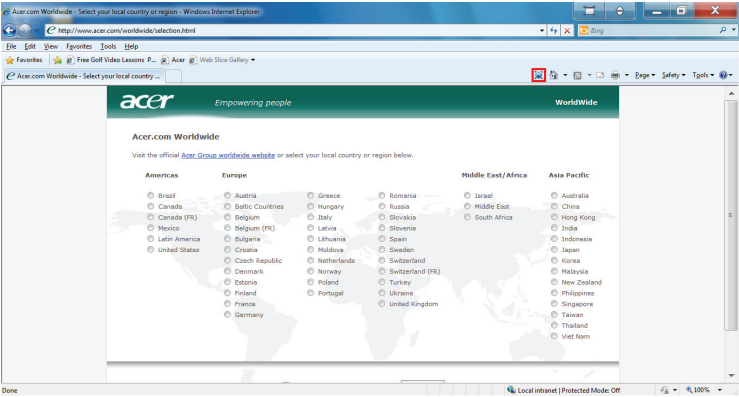 Acer.com Worldwide - Select your local country or region - Windows Internet Explorer
http://www.acer.com/worldwide/selection.html
Bing
File Edit View Favorites Tools Help
Favorites Free Golf Video Lessons P... Acer Web Slice Gallery
Acer.com Worldwide - Select your local country ...
Page Safety Tools
acer Empowering people WorldWide
Acer.com Worldwide
Visit the official Acer Group worldwide website or select your local country or region below.
Americas Europe Middle East/Africa Asia Pacific
Brazil Austria Greece Romania Israel Australia
Canada Baltic Countries Hungary Russia Middle East China
Canada (FR) Belgium Italy Slovakia South Africa Hong Kong
Mexico Belgum (FR) Latvia Slovenia India
Latin America Bulgaria Lithuania Spain Indonesia
United States Croatia Moldova Sweden Japan
Czech Republic Netherlands Switzerland Korea
Denmark Norway Switzerland (FR) Malaysia
Estonia Poland Turkey New Zealand
Finland Portugal Ukraine Philippines
France United Kingdom Singapore
Germany Taiwan
Thailand
Viet Nam
Done Local intranet | Protected Mode: Off 100%